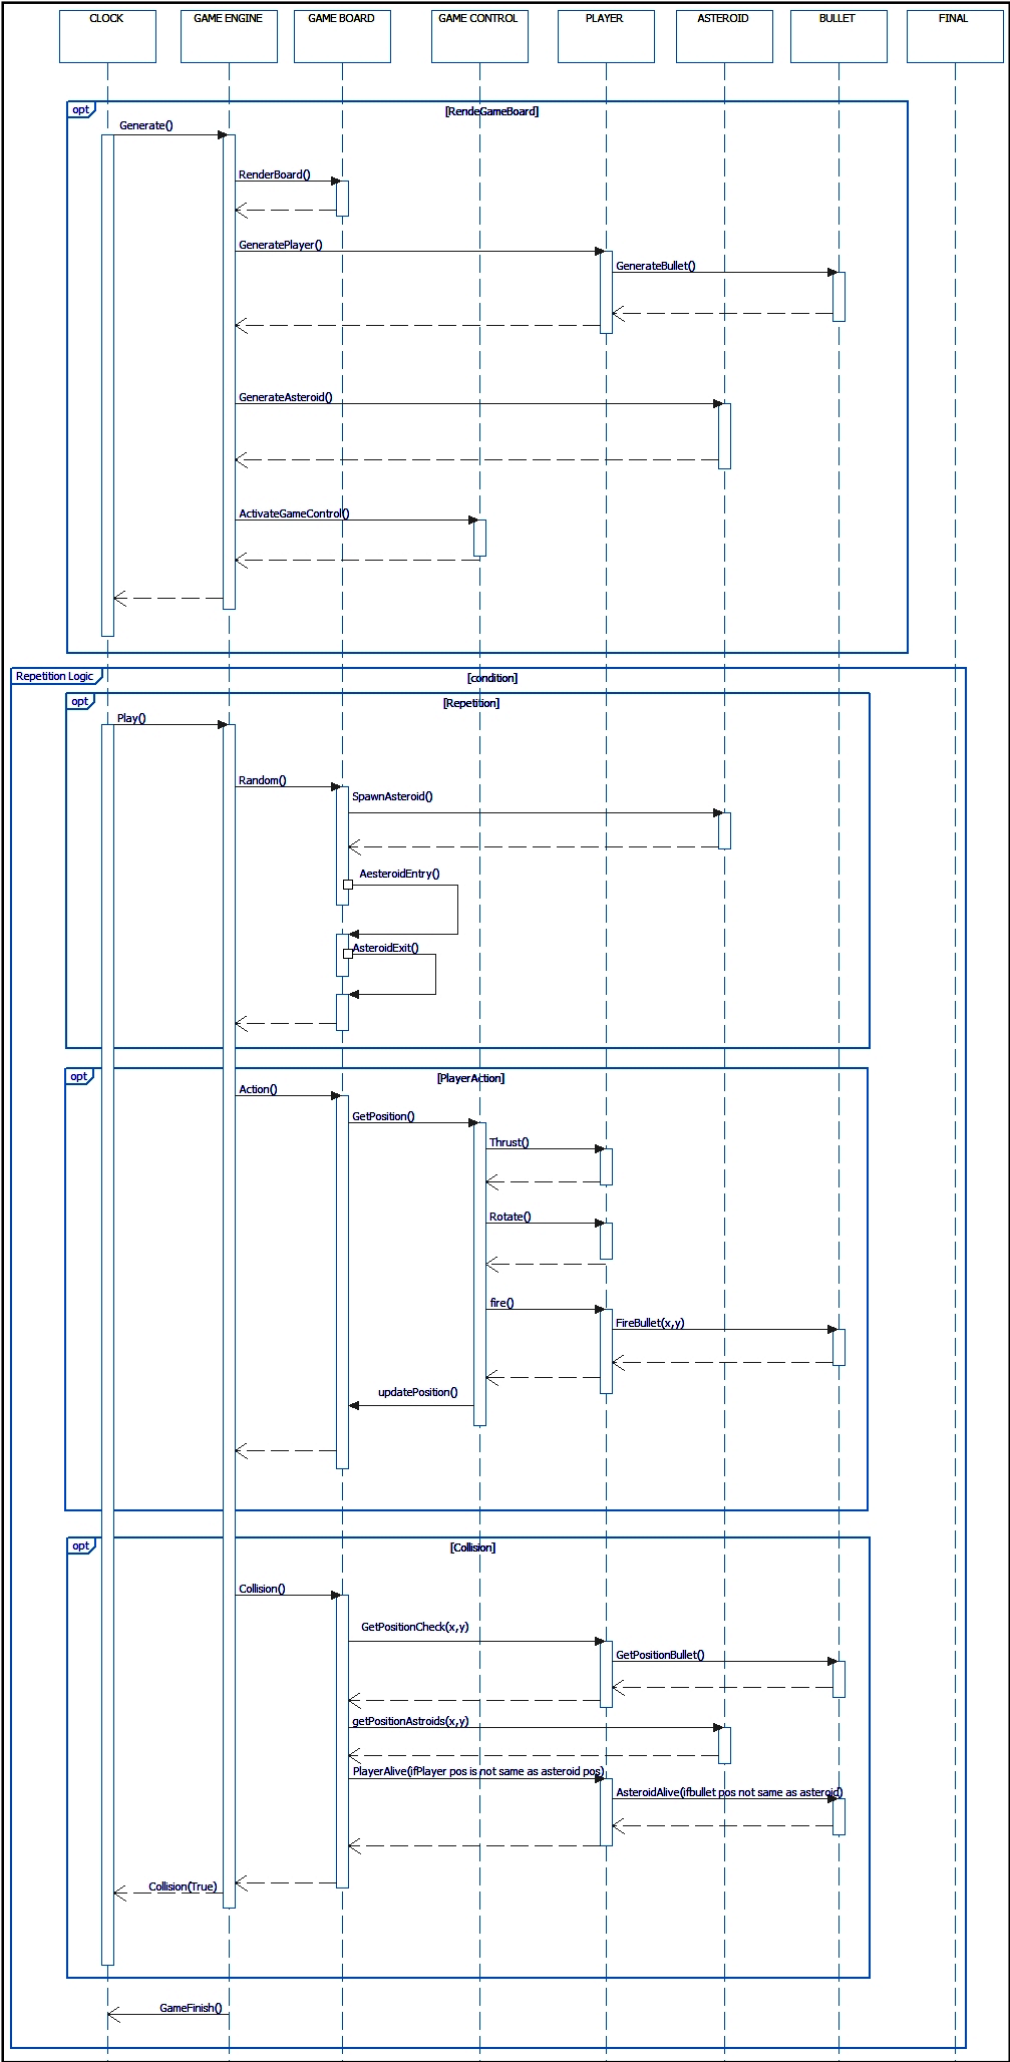 CLOCK
GAME ENGINE
GAME BOARD
GAME CONTROL
PLAYER
ASTEROID
BULLET
FINAL
opt
[RendeGameBoard]
Generate()
RenderBoard()
GeneratePlayer()
GenerateBullet()
GenerateAsteroid()
ActivateGameControl()
Repetition Logic
[condition]
opt
[Repetition]
Play()
Random()
SpawnAsteroid()
AesteroidEntry()
AsteroidExit()
opt
[PlayerAction]
Action()
GetPosition()
Thrust()
Rotate()
fire()
FireBullet(x,y)
updatePosition()
opt
[Collision]
Collision()
GetPositionCheck(x,y)
GetPositionBullet()
getPositionAstroids(x,y)
PlayerAlive(ifPlayer pos is not same as asteroid pos)
AsteroidAlive(ifbullet pos not same as asteroid)
Collision(True)
GameFinish()